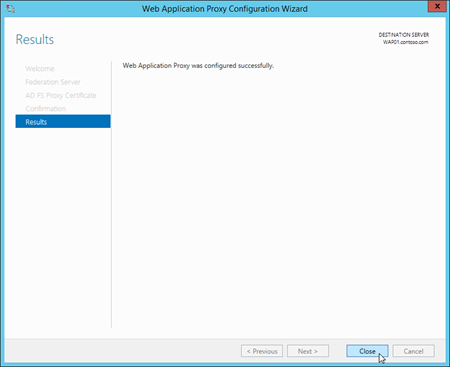 Web Application Proxy Configuration Wizard
x
Results
DESTINATION SERVER
WAP01.contoso.com
Welcome
Federation Server
AD FS Proxy Certificate
Confirmation
Results
Web Application Proxy was configured successfully.
< Previous
Next >
Close
Cancel